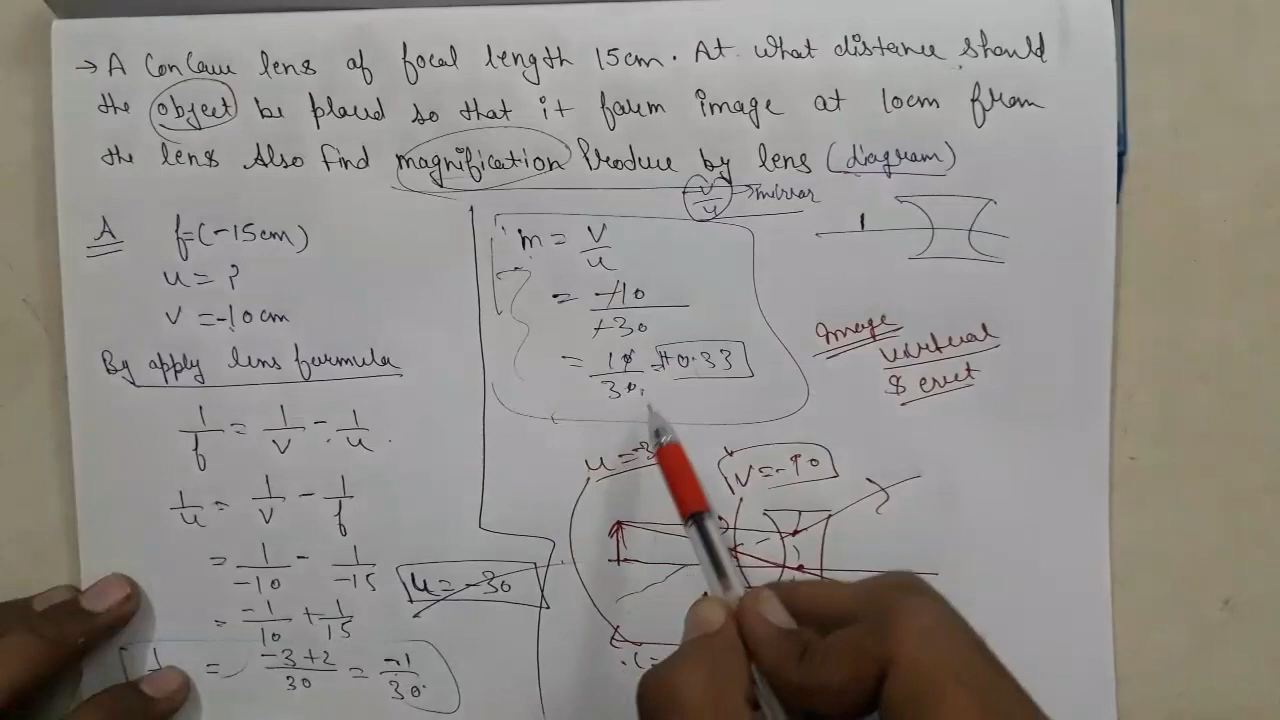 → A Concave lens of focal length 15cm. At what distance should
the object be placed so that it form image at 10cm from
the lens Also find magnification Produce by lens (diagram)
v/u → mirror
A
f=(-15cm)
u = ?
v = -10cm
By apply lens formula
1/f = 1/v - 1/u
1/u = 1/v - 1/f
= 1/-10 - 1/-15
= -1/10 + 1/15
= -3+2/30 = -1/30
u = -30
m = v/u
= -10/-30
= 10/30 = +0.33
Image
virtual
& erect
v = -10